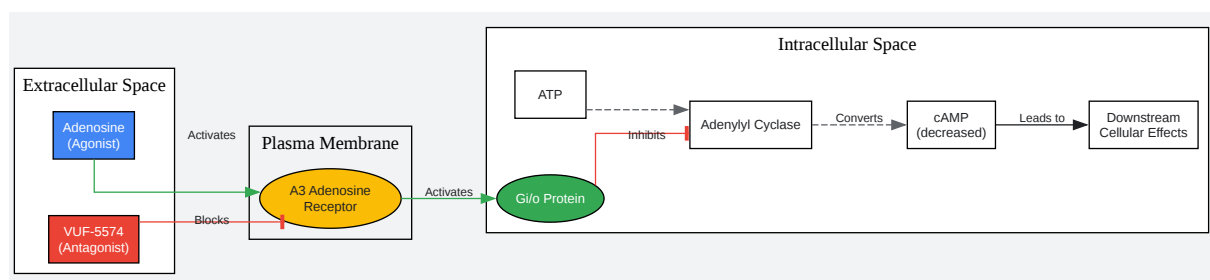 Extracellular Space
Adenosine
(Agonist)
VUF-5574
(Antagonist)
Activates
Blocks
Plasma Membrane
A3 Adenosine
Receptor
Activates
Intracellular Space
ATP
Gi/o Protein
Inhibits
Adenylyl Cyclase
Converts
cAMP
(decreased)
Leads to
Downstream
Cellular Effects